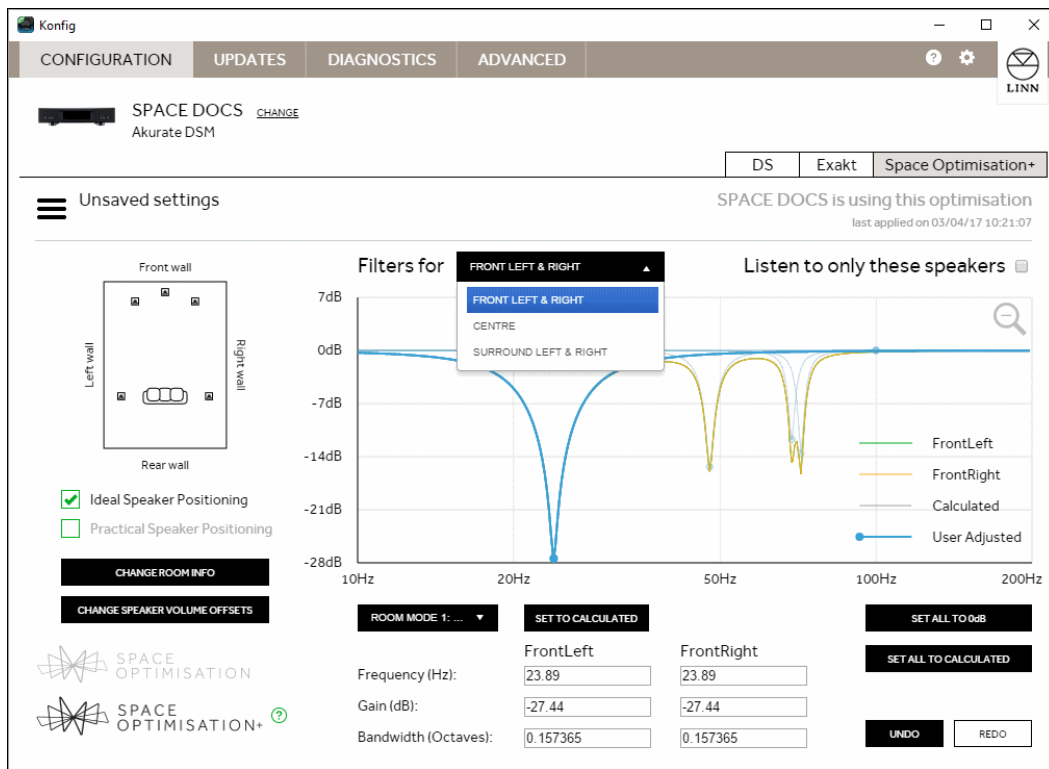 Konfig
CONFIGURATION UPDATES DIAGNOSTICS ADVANCED
LINN
SPACE DOCS CHANGE
Akurate DSM
DS Exakt Space Optimisation+
Unsaved settings
SPACE DOCS is using this optimisation
last applied on 03/04/17 10:21:07
Front wall
Left wall
Right wall
Rear wall
Ideal Speaker Positioning
Practical Speaker Positioning
CHANGE ROOM INFO
CHANGE SPEAKER VOLUME OFFSETS
SPACE
OPTIMISATION
SPACE
OPTIMISATION+ ?
Filters for FRONT LEFT & RIGHT
Listen to only these speakers
FRONT LEFT & RIGHT
CENTRE
SURROUND LEFT & RIGHT
7dB
0dB
-7dB
-14dB
-21dB
-28dB
10Hz 20Hz 50Hz 100Hz 200Hz
FrontLeft
FrontRight
Calculated
User Adjusted
ROOM MODE 1: ... SET TO CALCULATED SET ALL TO 0dB
SET ALL TO CALCULATED
FrontLeft FrontRight
Frequency (Hz): 23.89 23.89
Gain (dB): -27.44 -27.44
Bandwidth (Octaves): 0.157365 0.157365
UNDO REDO